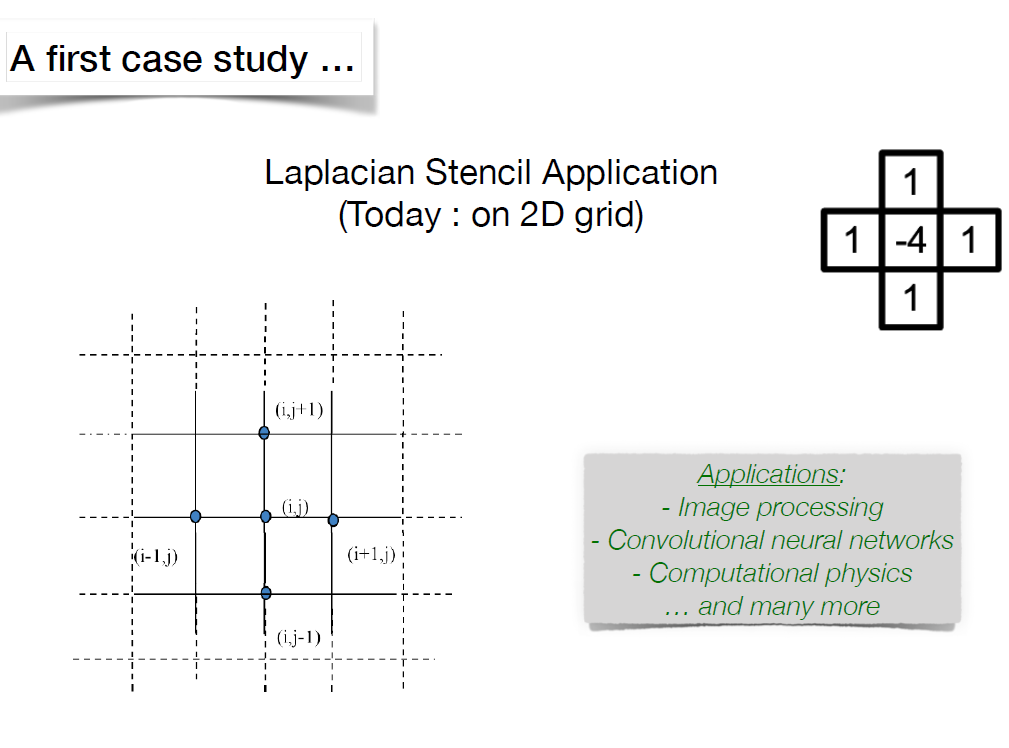 A first case study ...
Laplacian Stencil Application
(Today : on 2D grid)
1
1 -4 1
1
(i,j+1)
(i,j)
(i-1,j)
(i+1,j)
(i,j-1)
Applications:
- Image processing
- Convolutional neural networks
- Computational physics
... and many more